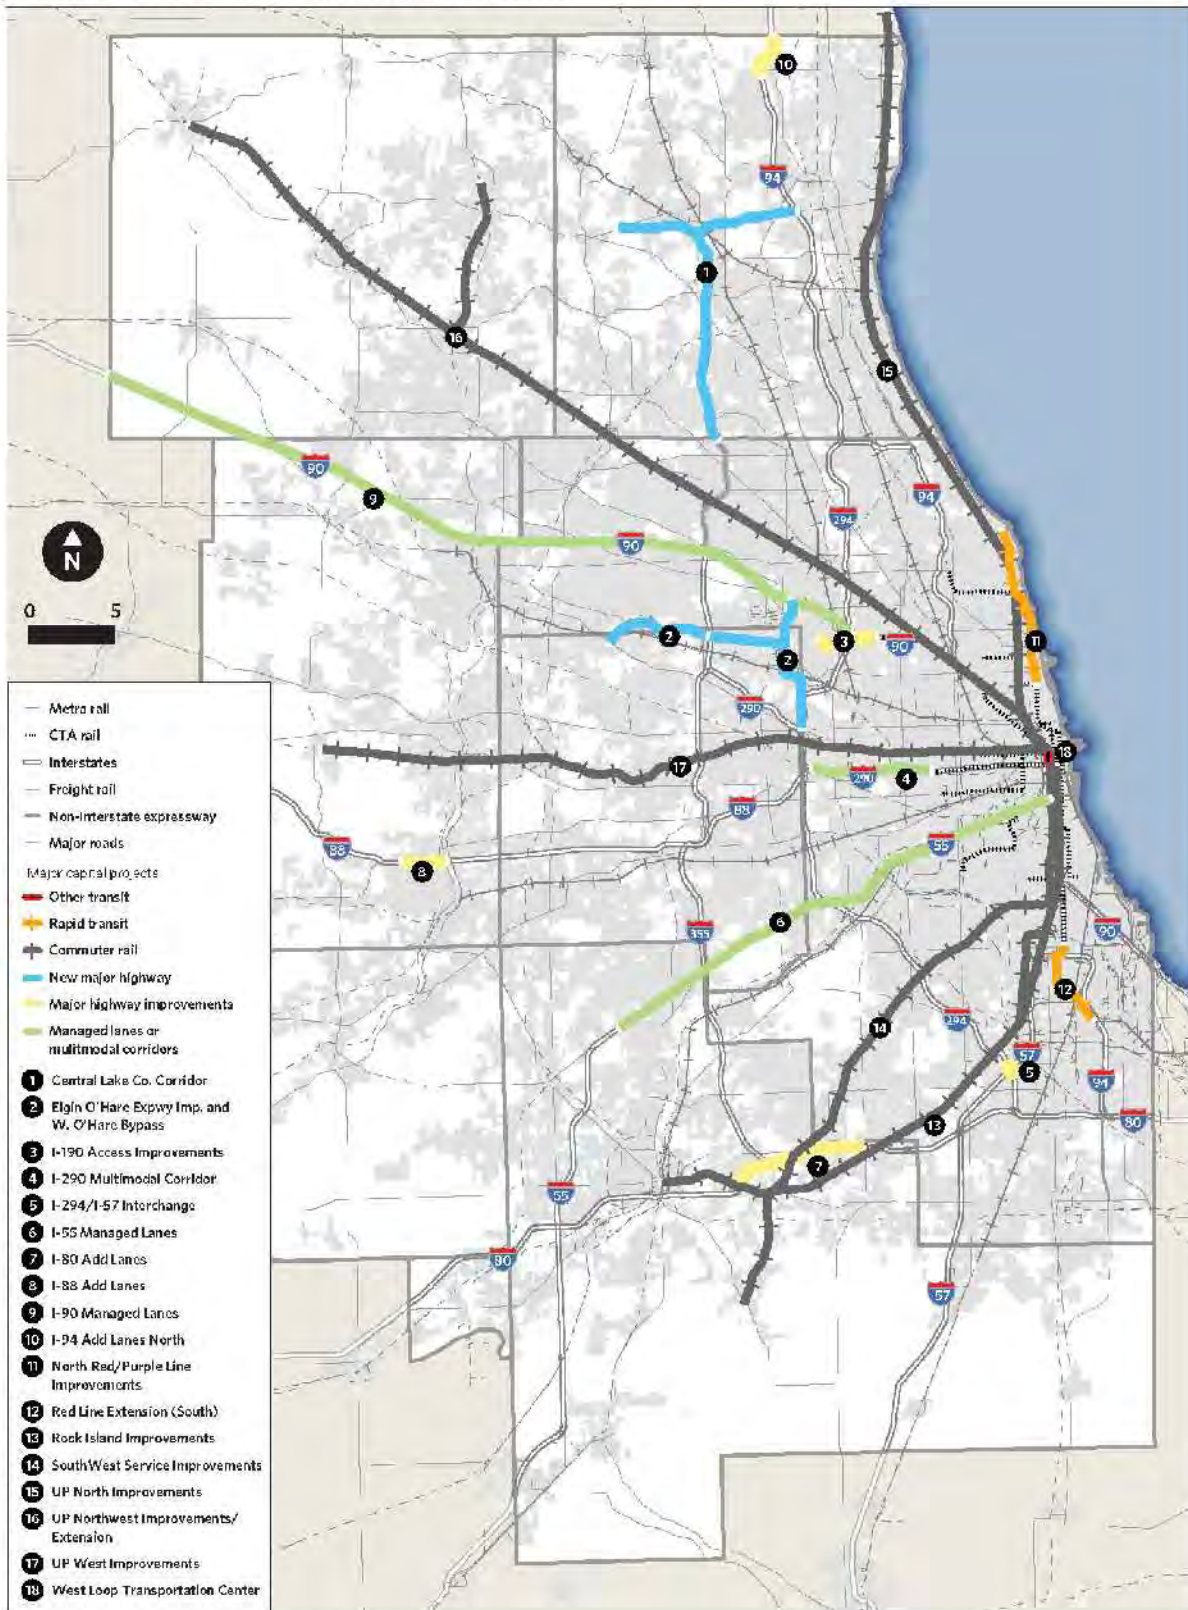 10
94
1
16
15
90
9
94
294
90
N
0 5
2
3
90
11
2
290
18
17
290
4
88
88
8
55
6
355
90
12
14
294
57
5
94
13
80
7
55
80
57
Metra rail
CTA rail
Interstates
Freight rail
Non-interstate expressway
Major roads
Major capital projects
Other transit
Rapid transit
Commuter rail
New major highway
Major highway improvements
Managed lanes or
mulitmodal corridors
1 Central Lake Co. Corridor
2 Elgin O'Hare Expwy Imp. and
W. O'Hare Bypass
3 I-190 Access Improvements
4 I-290 Multimodal Corridor
5 I-294/I-57 Interchange
6 I-55 Managed Lanes
7 I-80 Add Lanes
8 I-88 Add Lanes
9 I-90 Managed Lanes
10 I-94 Add Lanes North
11 North Red/Purple Line
Improvements
12 Red Line Extension (South)
13 Rock Island Improvements
14 SouthWest Service Improvements
15 UP North Improvements
16 UP Northwest Improvements/
Extension
17 UP West Improvements
18 West Loop Transportation Center